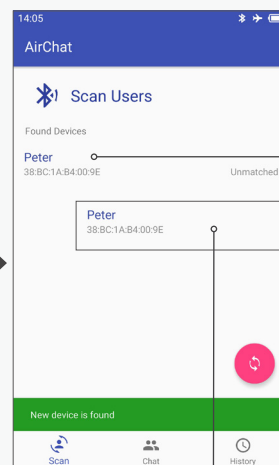 14:05
AirChat
Scan Users
Found Devices
Peter
38:BC:1A:B4:00:9E
Unmatched
Peter
38:BC:1A:B4:00:9E
New device is found
Scan
Chat
History